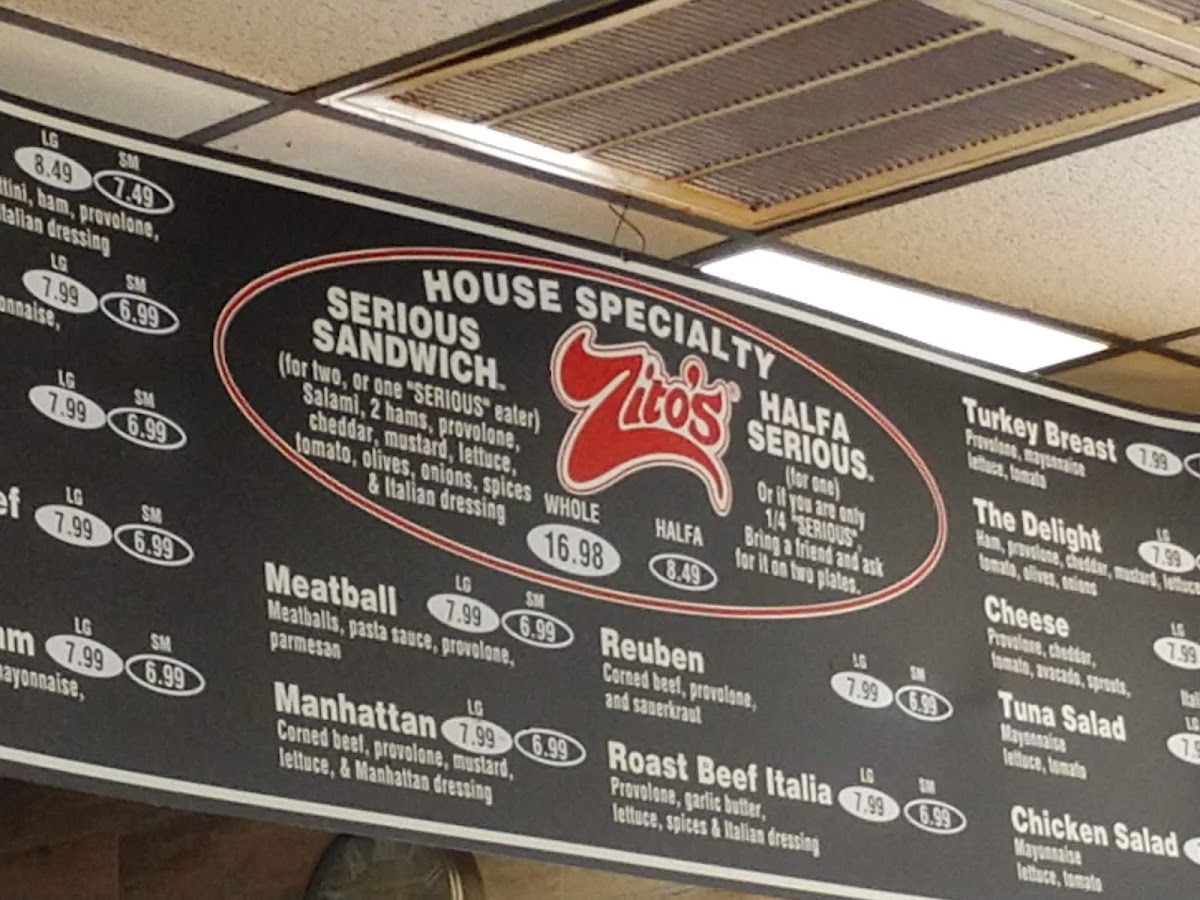 LG SM
8.49 7.49
ham, provolone,
dressing
LG SM
7.99 6.99
LG SM
7.99 6.99
LG SM
7.99 6.99
LG SM
7.99 6.99
HOUSE SPECIALTY
SERIOUS
SANDWICH™
(for two, or one "SERIOUS" eater)
Salami, 2 hams, provolone,
cheddar, mustard, lettuce,
tomato, olives, onions, spices
& Italian dressing
Zito's®
WHOLE
16.98
HALFA
8.49
HALFA
SERIOUS™
(for one)
Or if you are only
1/4 "SERIOUS",
Bring a friend and ask
for it on two plates.
Meatball LG 7.99 SM 6.99
Meatballs, pasta sauce, provolone,
parmesan
Manhattan LG 7.99 6.99
Corned beef, provolone, mustard,
lettuce, & Manhattan dressing
Reuben LG 7.99 SM 6.99
Corned beef, provolone,
and sauerkraut
Roast Beef Italia LG 7.99 SM 6.99
Provolone, garlic butter,
lettuce, spices & Italian dressing
Turkey Breast 7.99
Provolone, mayonnaise
lettuce, tomato
The Delight LG 7.99
Ham, provolone, cheddar, mustard, lettuce
tomato, olives, onions
Cheese LG 7.99
Provolone, cheddar,
tomato, avacado, sprouts,
Tuna Salad
Mayonnaise
lettuce, tomato
Chicken Salad
Mayonnaise
lettuce, tomato